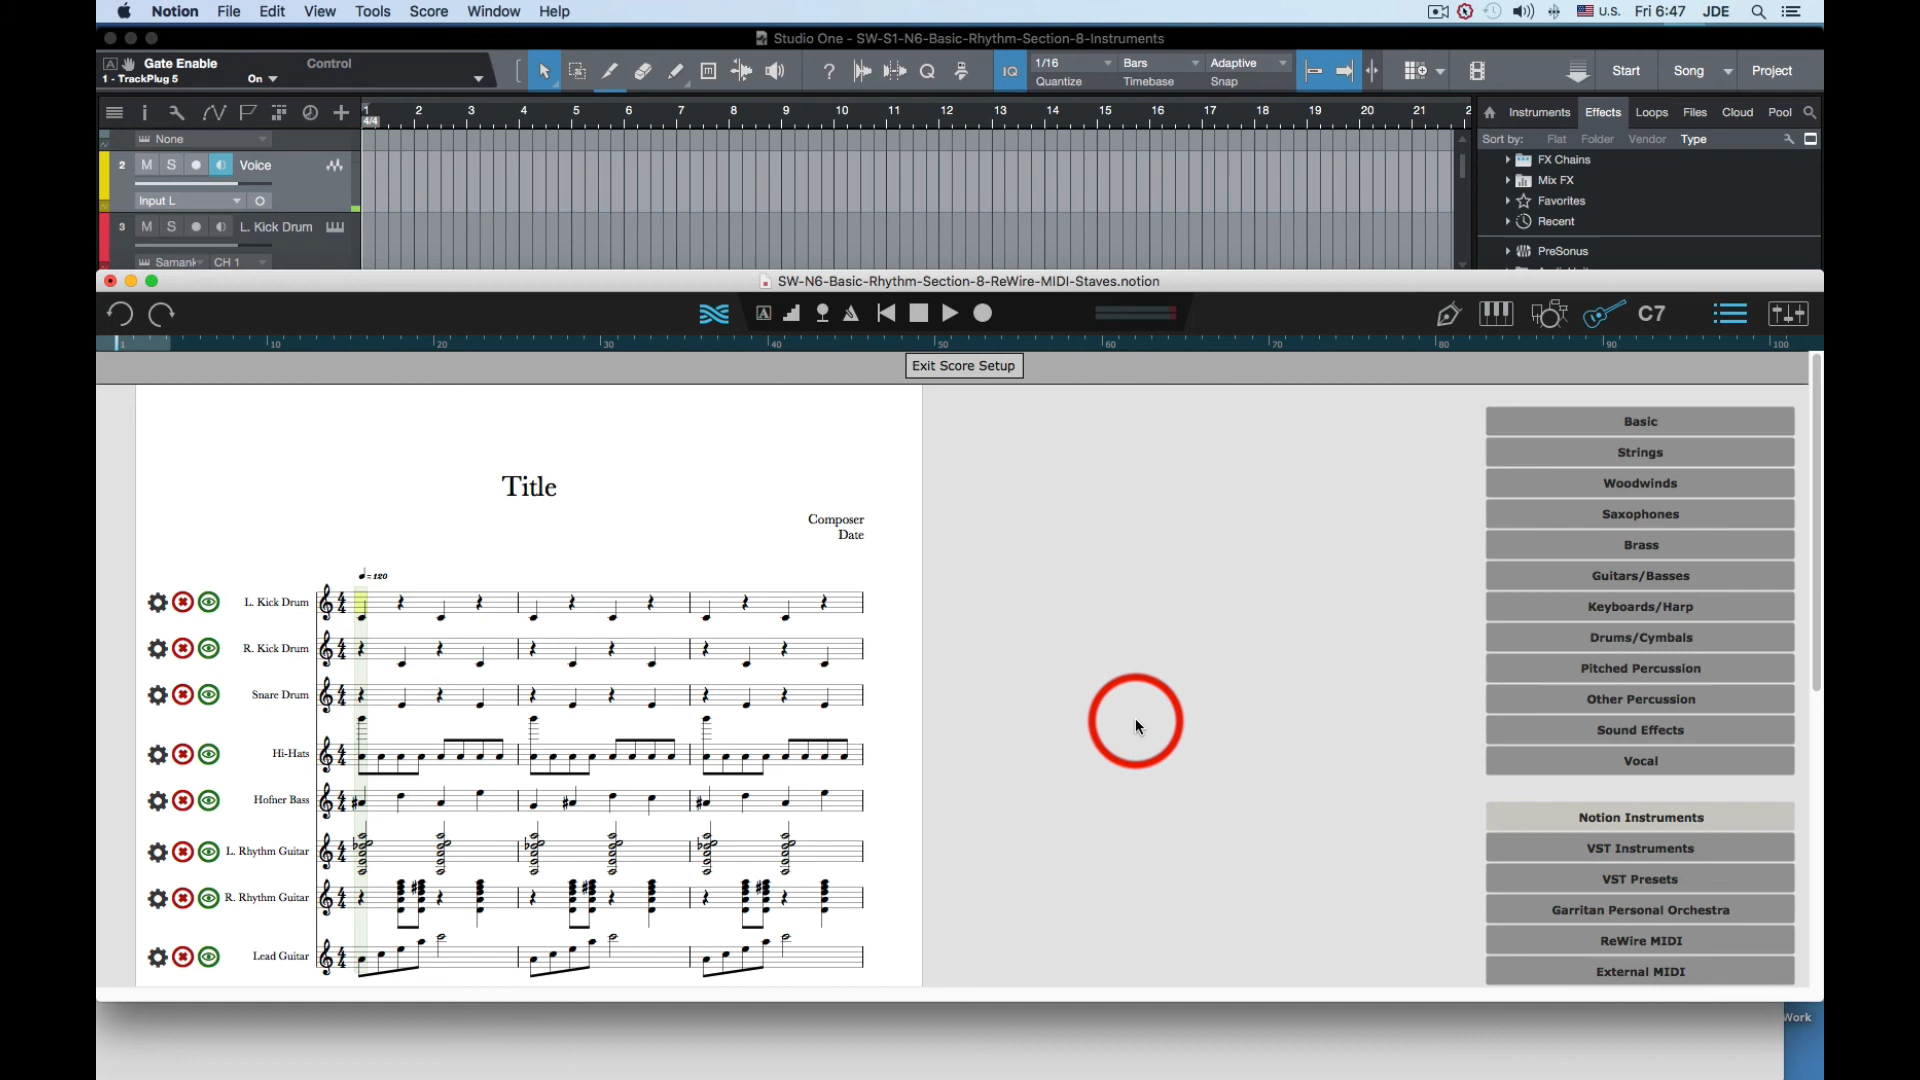 Notion File Edit View Tools Score Window Help U.S. Fri 6:47 JDE
Studio One - SW-S1-N6-Basic-Rhythm-Section-8-Instruments
Gate Enable Control
1 - TrackPlug 5 On
1/16 Bars Adaptive
Quantize Timebase Snap
IQ
Start Song Project
1 2 3 4 5 6 7 8 9 10 11 12 13 14 15 16 17 18 19 20 21 2
4/4
Instruments Effects Loops Files Cloud Pool
Sort by: Flat Folder Vendor Type
None
FX Chains
Mix FX
Favorites
Recent
PreSonus
2 M S Voice
Input L
3 M S L. Kick Drum
CH 1
SW-N6-Basic-Rhythm-Section-8-ReWire-MIDI-Staves.notion
C7
1 10 20 30 40 50 60 70 80 90 100
Exit Score Setup
Title
Composer
Date
= 120
L. Kick Drum
R. Kick Drum
Snare Drum
Hi-Hats
Hofner Bass
L. Rhythm Guitar
R. Rhythm Guitar
Lead Guitar
Basic
Strings
Woodwinds
Saxophones
Brass
Guitars/Basses
Keyboards/Harp
Drums/Cymbals
Pitched Percussion
Other Percussion
Sound Effects
Vocal
Notion Instruments
VST Instruments
VST Presets
Garritan Personal Orchestra
ReWire MIDI
External MIDI
Work